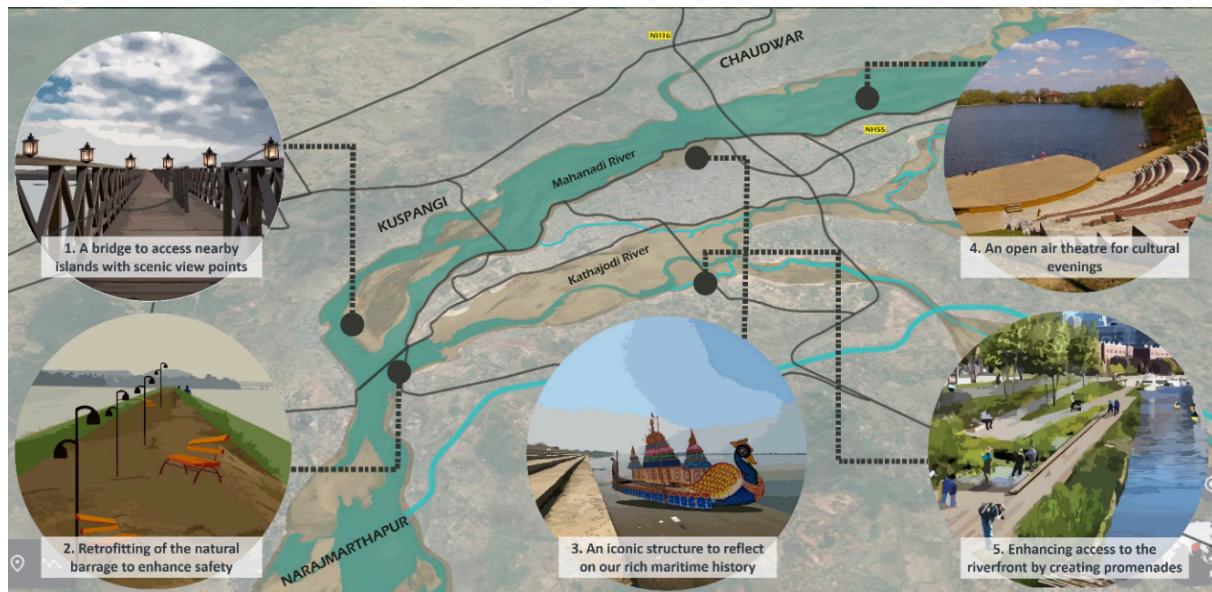 NH16
CHAUDWAR
NH55
Mahanadi River
KUSPANGI
Kathajodi River
NARAJMARTHAPUR
1. A bridge to access nearby
islands with scenic view points
2. Retrofitting of the natural
barrage to enhance safety
3. An iconic structure to reflect
on our rich maritime history
4. An open air theatre for cultural
evenings
5. Enhancing access to the
riverfront by creating promenades